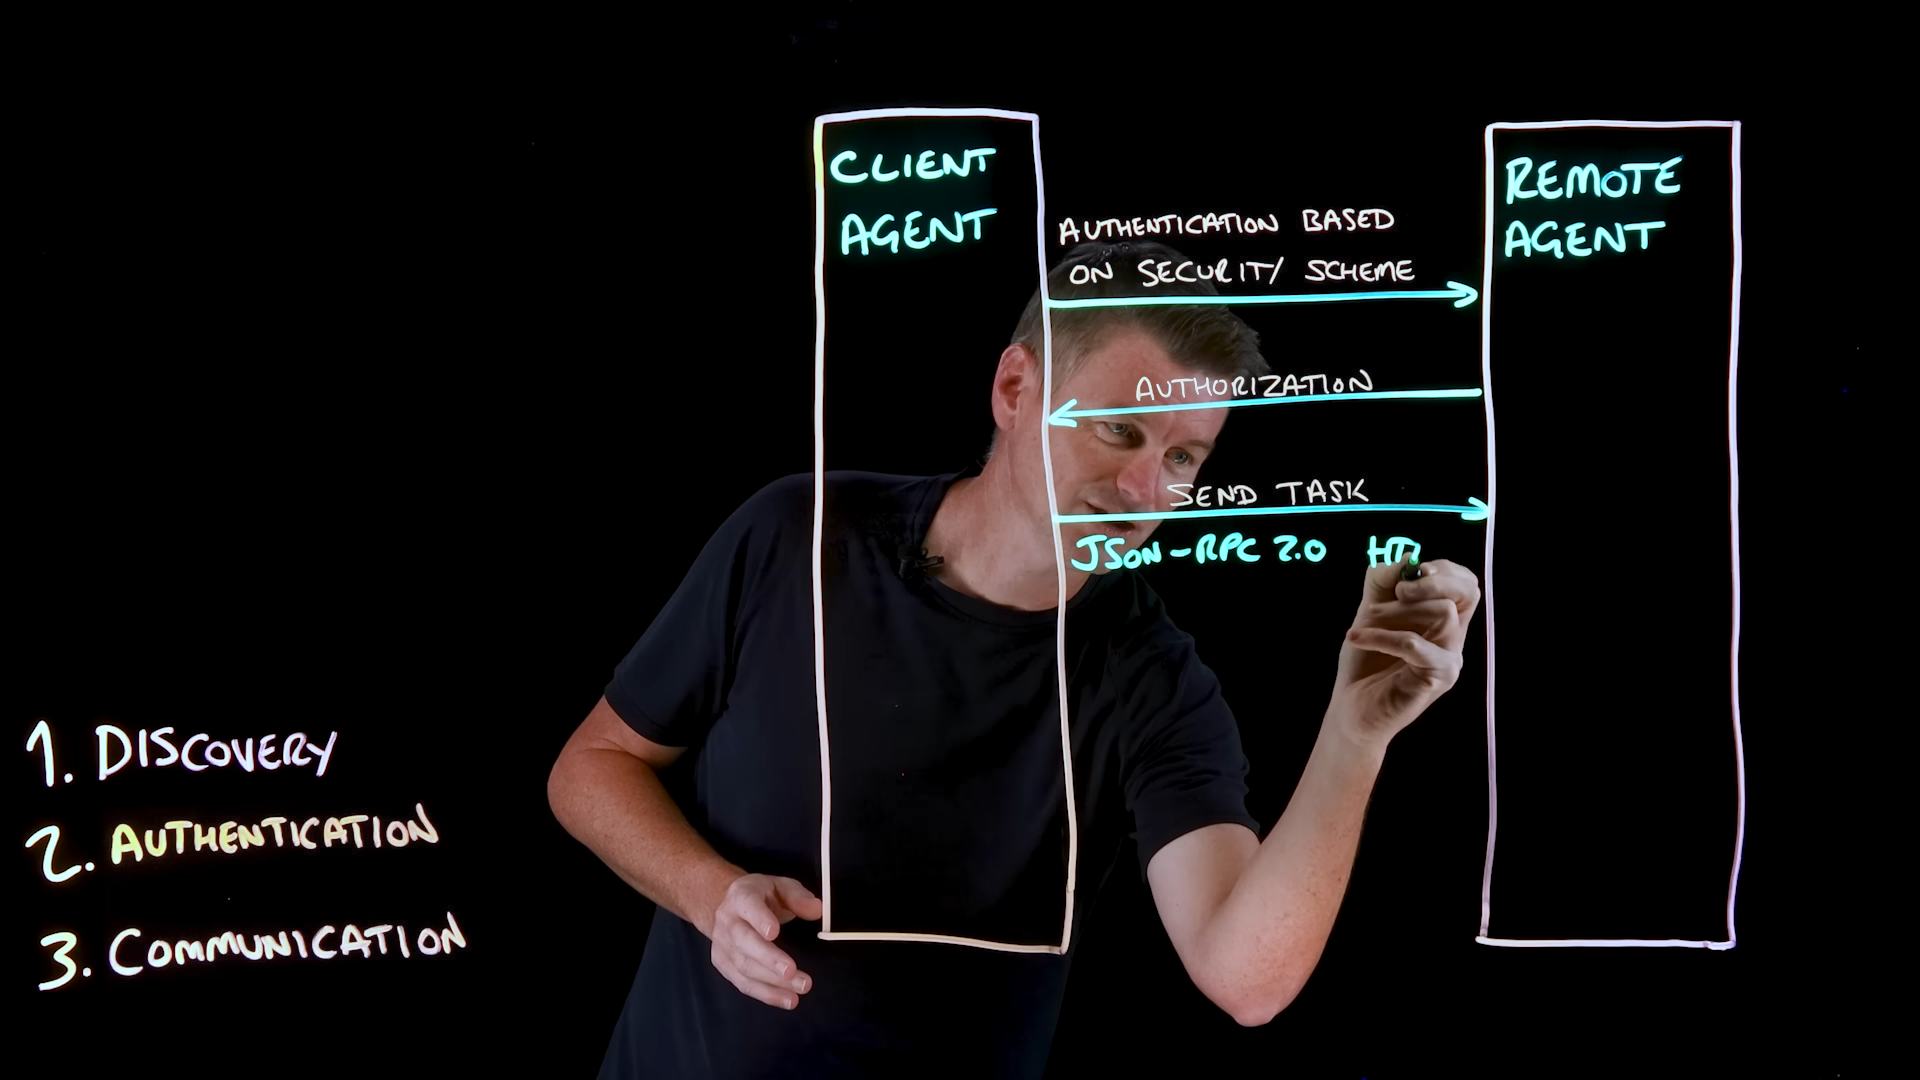 CLIENT
AGENT
REMOTE
AGENT
AUTHENTICATION BASED
ON SECURITY SCHEME
AUTHORIZATION
SEND TASK
JSON-RPC 2.0
1. DISCOVERY
2. AUTHENTICATION
3. COMMUNICATION